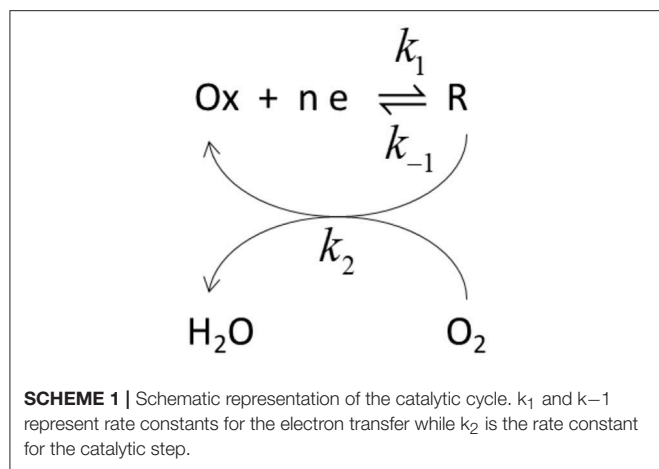 k₁
Ox + n e ⇌ R
k₋₁
k₂
H₂O O₂
SCHEME 1 | Schematic representation of the catalytic cycle. k₁ and k−1
represent rate constants for the electron transfer while k₂ is the rate constant
for the catalytic step.